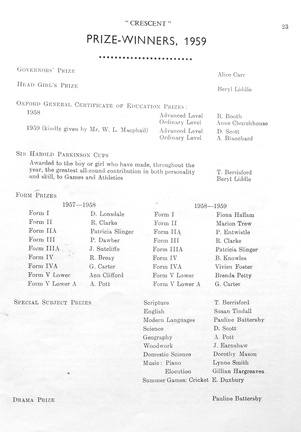 " CRESCENT "
23
PRIZE-WINNERS, 1959
GOVERNORS' PRIZE Alice Carr
HEAD GIRL'S PRIZE Beryl Liddle
OXFORD GENERAL CERTIFICATE OF EDUCATION PRIZES:
1958 Advanced Level R. Booth
Ordinary Level Anne Churchhouse
1959 (kindly given by Mr. W. L. Macphail) Advanced Level D. Scott
Ordinary Level A. Blanchard
SIR HAROLD PARKINSON CUPS
Awarded to the boy or girl who have made, throughout the
year, the greatest all-round contribution in both personality T. Berrisford
and skill, to Games and Athletics Beryl Liddle
FORM PRIZES
1957—1958 1958—1959
Form I D. Lonsdale Form I Fiona Hallam
Form II R. Clarke Form II Marion Trew
Form IIA Patricia Slinger Form IIA P. Entwistle
Form III P. Dawber Form III R. Clarke
Form IIIA J. Sutcliffe Form IIIA Patricia Slinger
Form IV R. Breay Form IV B. Knowles
Form IVA G. Carter Form IVA Vivien Foster
Form V Lower Ann Clifford Form V Lower Brenda Petty
Form V Lower A A. Pott Form V Lower A G. Carter
SPECIAL SUBJECT PRIZES Scripture T. Berrisford
English Susan Tindall
Modern Languages Pauline Battersby
Science D. Scott
Geography A. Pott
Woodwork J. Earnshaw
Domestic Science Dorothy Mason
Music: Piano Lynne Smith
Elocution Gillian Hargreaves
Summer Games: Cricket E. Duxbury
DRAMA PRIZE Pauline Battersby